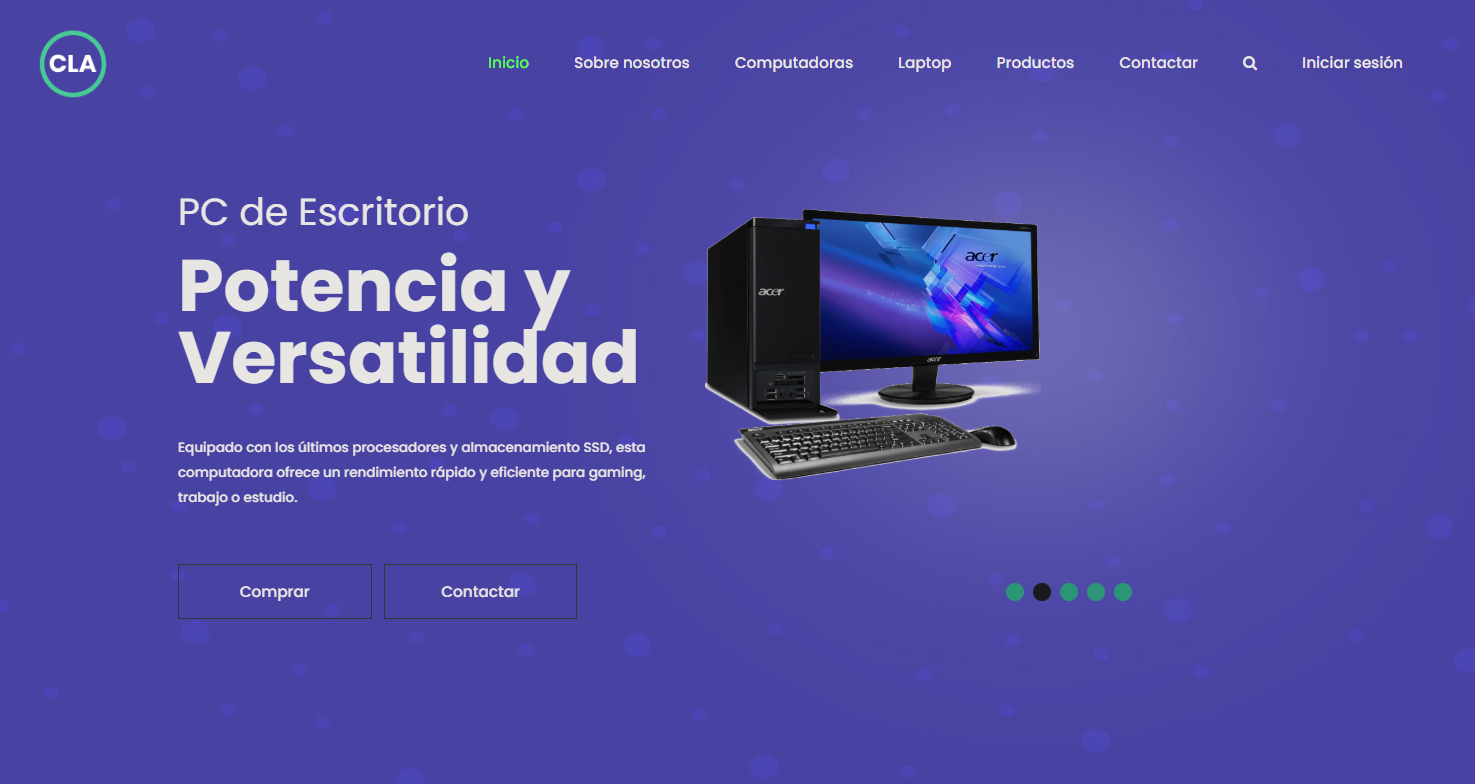 CLA
Inicio Sobre nosotros Computadoras Laptop Productos Contactar Iniciar sesión
PC de Escritorio
Potencia y
Versatilidad
acer
acer
acer
Equipado con los últimos procesadores y almacenamiento SSD, esta
computadora ofrece un rendimiento rápido y eficiente para gaming,
trabajo o estudio.
Comprar Contactar